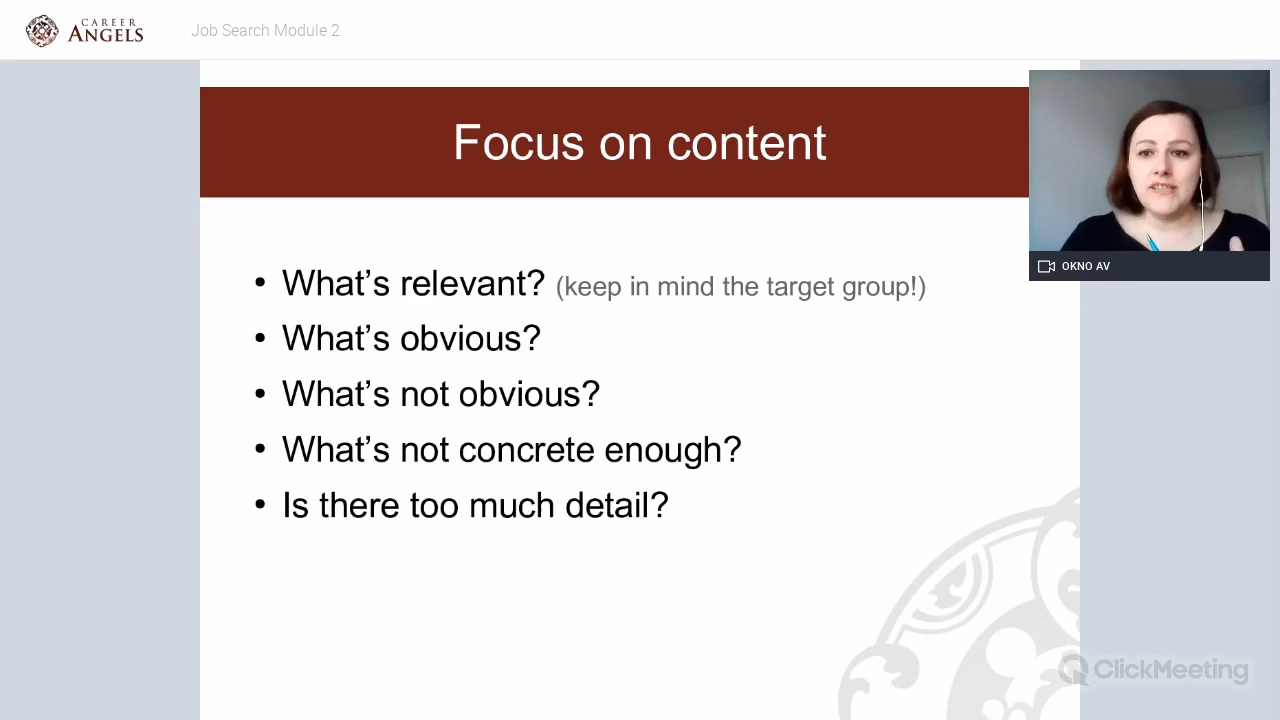 CAREER
ANGELS
Job Search Module 2
Focus on content
• What’s relevant? (keep in mind the target group!)
• What’s obvious?
• What’s not obvious?
• What’s not concrete enough?
• Is there too much detail?
OKNO AV
ClickMeeting